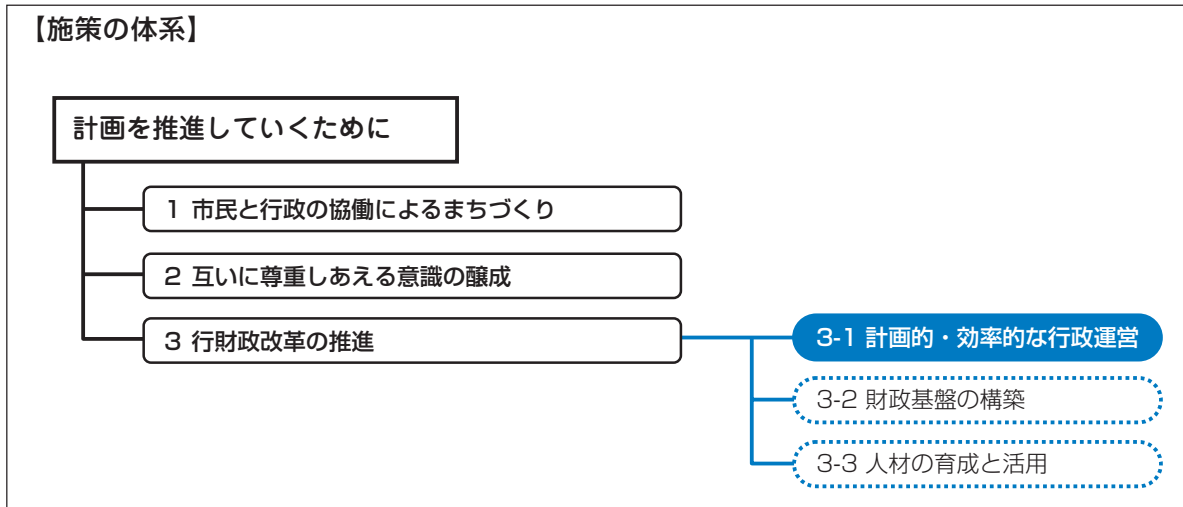 【施策の体系】
計画を推進していくために
1 市民と行政の協働によるまちづくり
2 互いに尊重しあえる意識の醸成
3 行財政改革の推進
3-1 計画的・効率的な行政運営
3-2 財政基盤の構築
3-3 人材の育成と活用